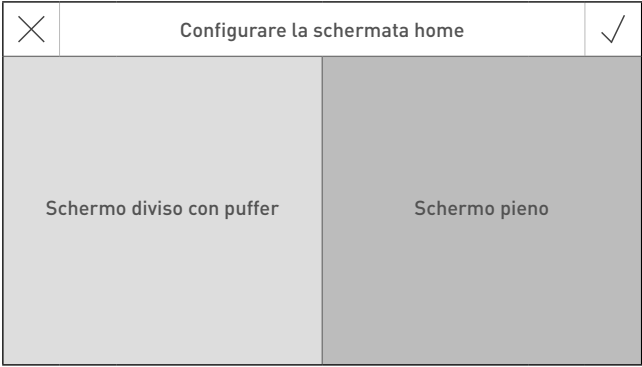 Configurare la schermata home
Schermo diviso con puffer
Schermo pieno